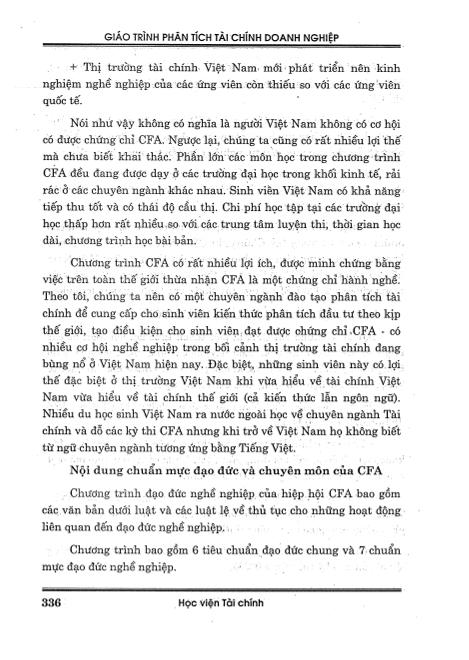 GIÁO TRÌNH PHÂN TÍCH TÀI CHÍNH DOANH NGHIỆP
+ Thị trường tài chính Việt Nam mới phát triển nên kinh
nghiệm nghề nghiệp của các ứng viên còn thiếu so với các ứng viên
quốc tế.
Nói như vậy không có nghĩa là người Việt Nam không có cơ hội
có được chứng chỉ CFA. Ngược lại, chúng ta cũng có rất nhiều lợi thế
mà chưa biết khai thác. Phần lớn các môn học trong chương trình
CFA đều đang được dạy ở các trường đại học trong khối kinh tế, rải
rác ở các chuyên ngành khác nhau. Sinh viên Việt Nam có khả năng
tiếp thu tốt và có thái độ cầu thị. Chi phí học tập tại các trường đại
học thấp hơn rất nhiều so với các trung tâm luyện thi, thời gian học
dài, chương trình học bài bản.
Chương trình CFA có rất nhiều lợi ích, được minh chứng bằng
việc trên toàn thế giới thừa nhận CFA là một chứng chỉ hành nghề.
Theo tôi, chúng ta nên có một chuyên ngành đào tạo phân tích tài
chính để cung cấp cho sinh viên kiến thức phân tích đầu tư theo kịp
thế giới, tạo điều kiện cho sinh viên đạt được chứng chỉ CFA - có
nhiều cơ hội nghề nghiệp trong bối cảnh thị trường tài chính đang
bùng nổ ở Việt Nam hiện nay. Đặc biệt, những sinh viên này có lợi
thế đặc biệt ở thị trường Việt Nam khi vừa hiểu về tài chính Việt
Nam vừa hiểu về tài chính thế giới (cả kiến thức lẫn ngôn ngữ).
Nhiều du học sinh Việt Nam ra nước ngoài học về chuyên ngành Tài
chính và đỗ các kỳ thi CFA nhưng khi trở về Việt Nam họ không biết
từ ngữ chuyên ngành tương ứng bằng Tiếng Việt.
Nội dung chuẩn mực đạo đức và chuyên môn của CFA
Chương trình đạo đức nghề nghiệp của hiệp hội CFA bao gồm
các văn bản dưới luật và các luật lệ về thủ tục cho những hoạt động
liên quan đến đạo đức nghề nghiệp.
Chương trình bao gồm 6 tiêu chuẩn đạo đức chung và 7 chuẩn
mực đạo đức nghề nghiệp.
336 Học viện Tài chính